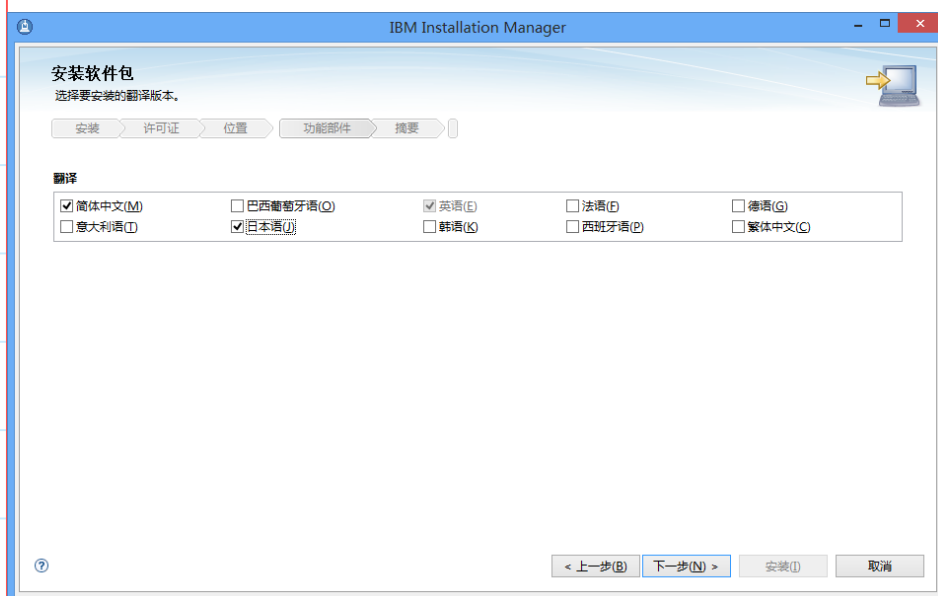 IBM Installation Manager
安装软件包
选择要安装的翻译版本。
安装 许可证 位置 功能部件 摘要
翻译
简体中文(M) 巴西葡萄牙语(O) 英语(E) 法语(F) 德语(G)
意大利语(T) 日本语(J) 韩语(K) 西班牙语(P) 繁体中文(C)
? < 上一步(B) 下一步(N) > 安装(I) 取消